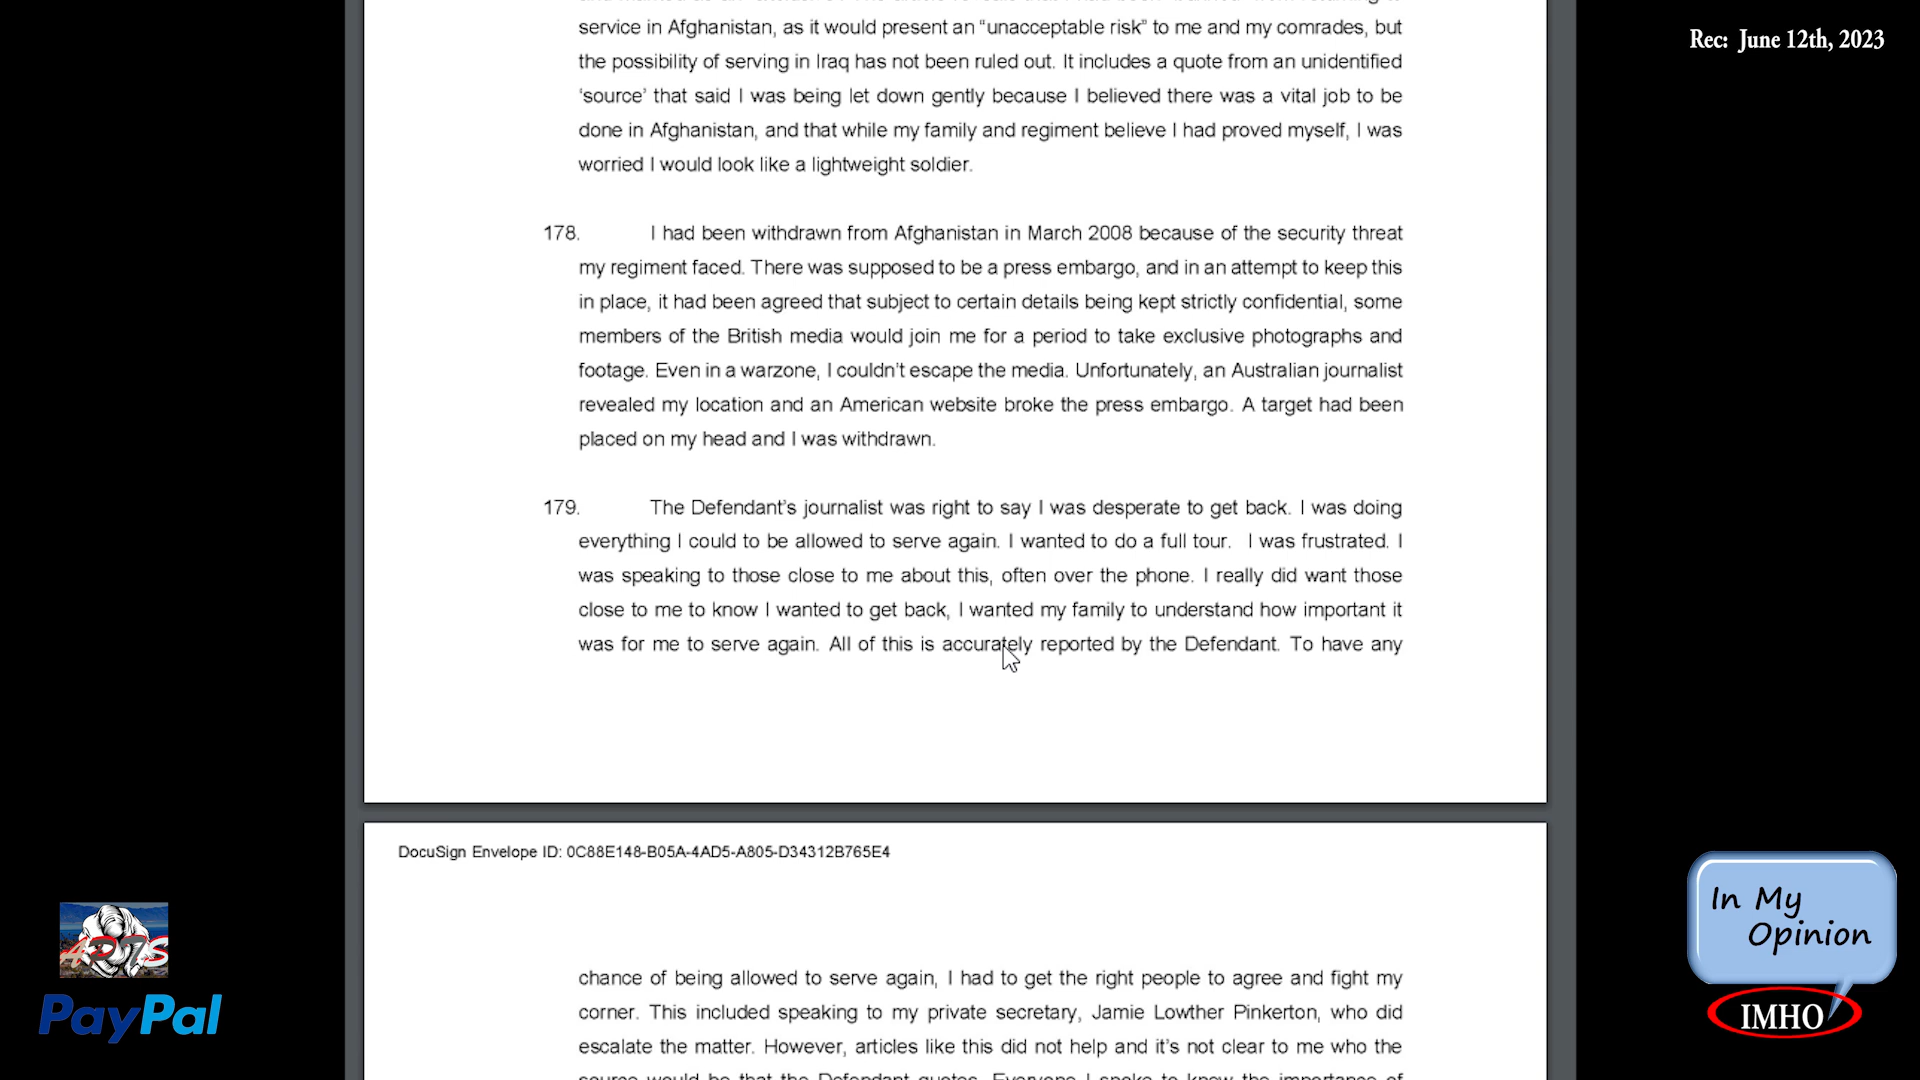 Rec: June 12th, 2023
service in Afghanistan, as it would present an “unacceptable risk” to me and my comrades, but
the possibility of serving in Iraq has not been ruled out. It includes a quote from an unidentified
‘source’ that said I was being let down gently because I believed there was a vital job to be
done in Afghanistan, and that while my family and regiment believe I had proved myself, I was
worried I would look like a lightweight soldier.
178. I had been withdrawn from Afghanistan in March 2008 because of the security threat
my regiment faced. There was supposed to be a press embargo, and in an attempt to keep this
in place, it had been agreed that subject to certain details being kept strictly confidential, some
members of the British media would join me for a period to take exclusive photographs and
footage. Even in a warzone, I couldn’t escape the media. Unfortunately, an Australian journalist
revealed my location and an American website broke the press embargo. A target had been
placed on my head and I was withdrawn.
179. The Defendant’s journalist was right to say I was desperate to get back. I was doing
everything I could to be allowed to serve again. I wanted to do a full tour. I was frustrated. I
was speaking to those close to me about this, often over the phone. I really did want those
close to me to know I wanted to get back, I wanted my family to understand how important it
was for me to serve again. All of this is accurately reported by the Defendant. To have any
DocuSign Envelope ID: 0C88E148-B05A-4AD5-A805-D34312B765E4
chance of being allowed to serve again, I had to get the right people to agree and fight my
corner. This included speaking to my private secretary, Jamie Lowther Pinkerton, who did
escalate the matter. However, articles like this did not help and it’s not clear to me who the
source would be that the Defendant quotes. Everyone I spoke to knew the importance of
PayPal
In My
Opinion
IMHO